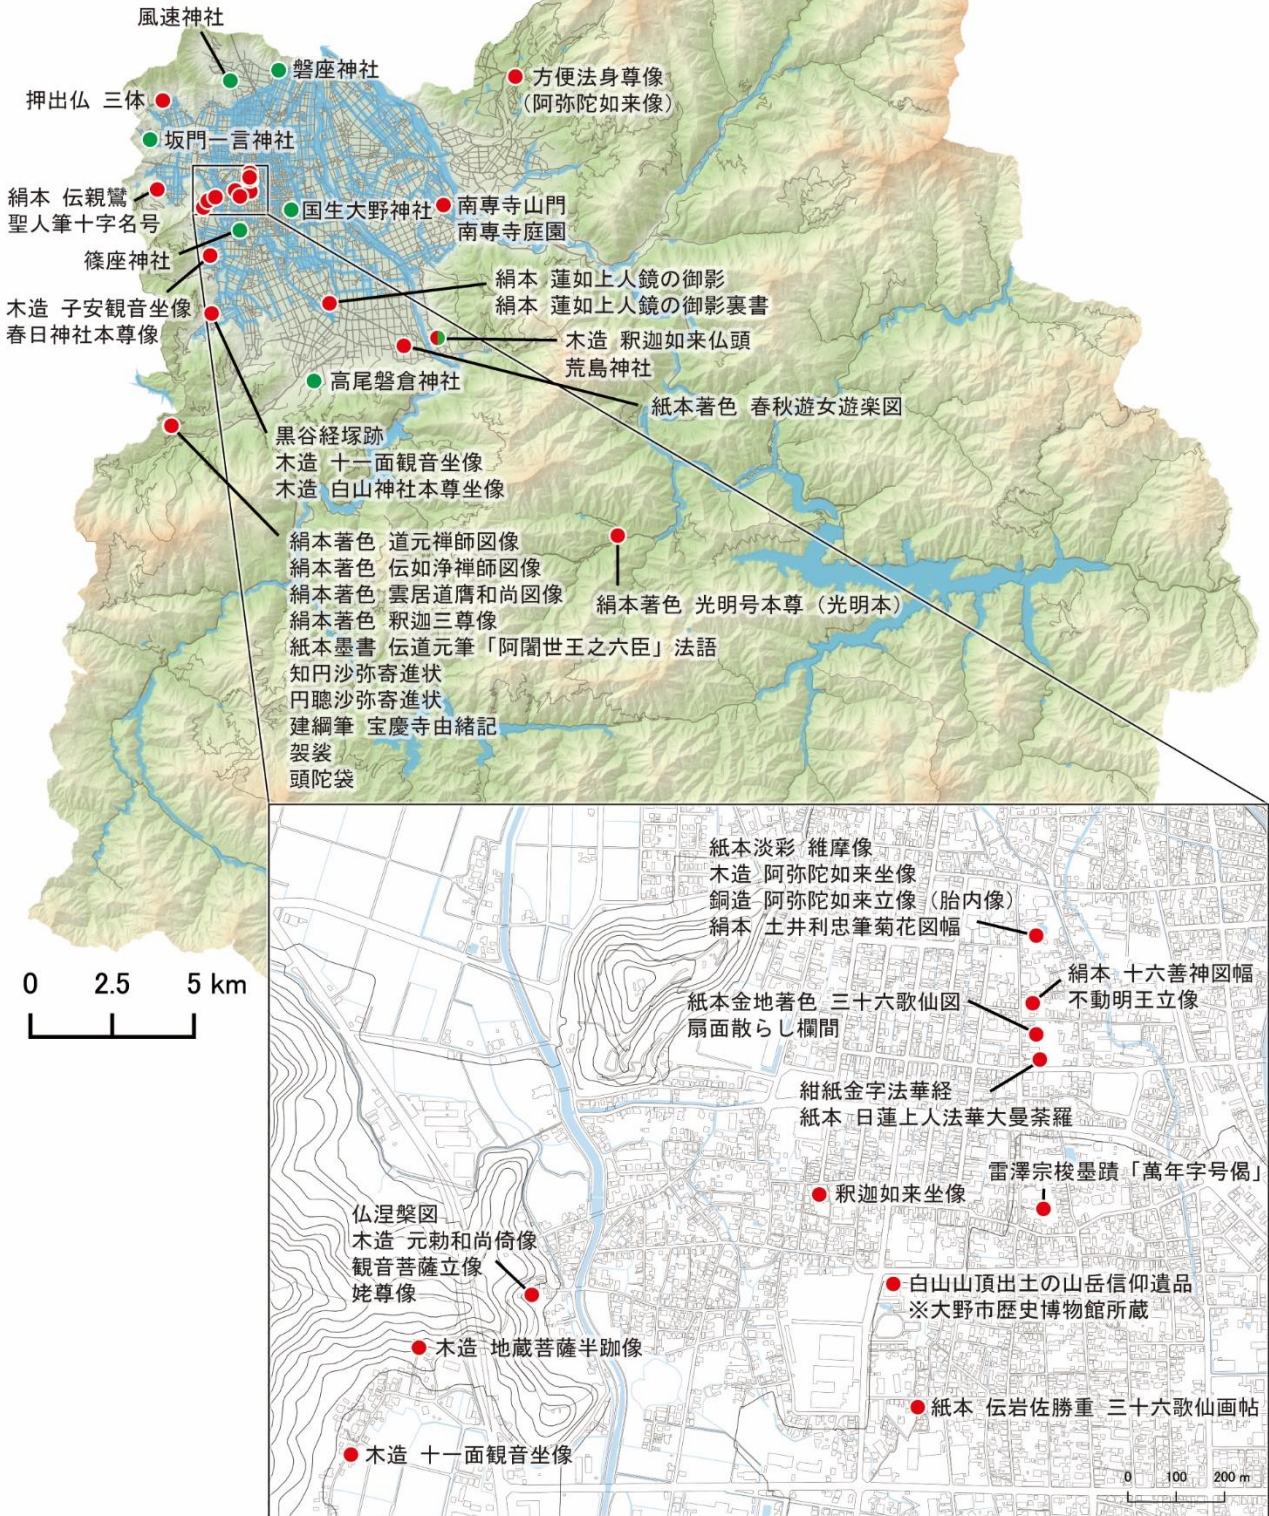 風速神社
磐座神社
方便法身尊像
（阿弥陀如来像）
押出仏 三体
坂門一言神社
絹本 伝親鸞
聖人筆十字名号
国生大野神社
南専寺山門
南専寺庭園
篠座神社
木造 子安観音坐像
春日神社本尊像
絹本 蓮如上人鏡の御影
絹本 蓮如上人鏡の御影裏書
木造 釈迦如来仏頭
荒島神社
高尾磐倉神社
紙本著色 春秋遊女遊楽図
黒谷経塚跡
木造 十一面観音坐像
木造 白山神社本尊坐像
絹本著色 道元禅師図像
絹本著色 伝如浄禅師図像
絹本著色 雲居道膺和尚図像
絹本著色 釈迦三尊像
紙本墨書 伝道元筆「阿闍世王之六臣」法語
知円沙弥寄進状
円聰沙弥寄進状
建綱筆 宝慶寺由緒記
袈裟
頭陀袋
絹本著色 光明号本尊（光明本）
0 2.5 5 km
紙本淡彩 維摩像
木造 阿弥陀如来坐像
銅造 阿弥陀如来立像（胎内像）
絹本 土井利忠筆菊花図幅
絹本 十六善神図幅
不動明王立像
紙本金地著色 三十六歌仙図
扇面散らし欄間
紺紙金字法華経
紙本 日蓮上人法華大曼荼羅
雷澤宗梭墨蹟「萬年字号偈」
釈迦如来坐像
仏涅槃図
木造 元勅和尚倚像
観音菩薩立像
姥尊像
白山山頂出土の山岳信仰遺品
※大野市歴史博物館所蔵
木造 地蔵菩薩半跏像
紙本 伝岩佐勝重 三十六歌仙画帖
木造 十一面観音坐像
0 100 200 m